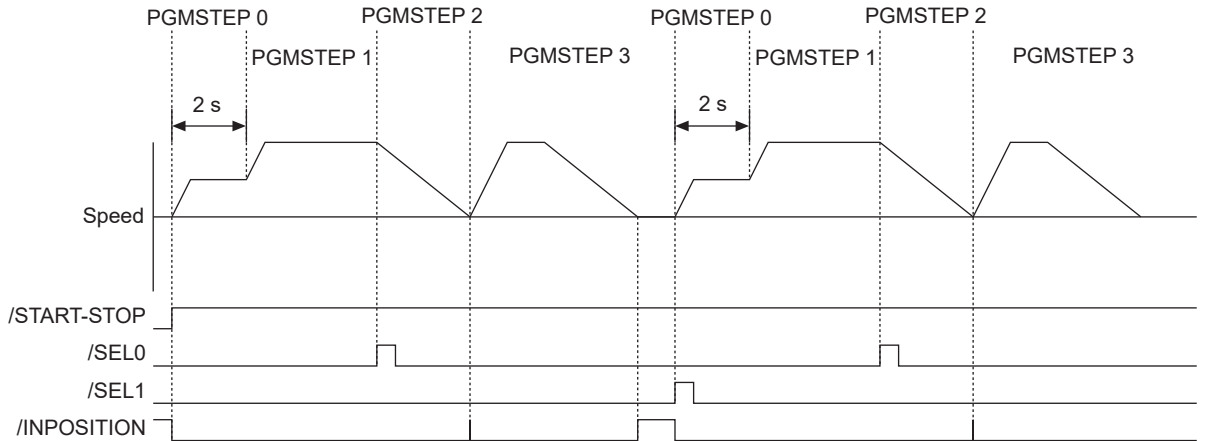 PGMSTEP 0 PGMSTEP 2 PGMSTEP 0 PGMSTEP 2
PGMSTEP 1 PGMSTEP 3 PGMSTEP 1 PGMSTEP 3
2 s 2 s
Speed
/START-STOP
/SEL0
/SEL1
/INPOSITION